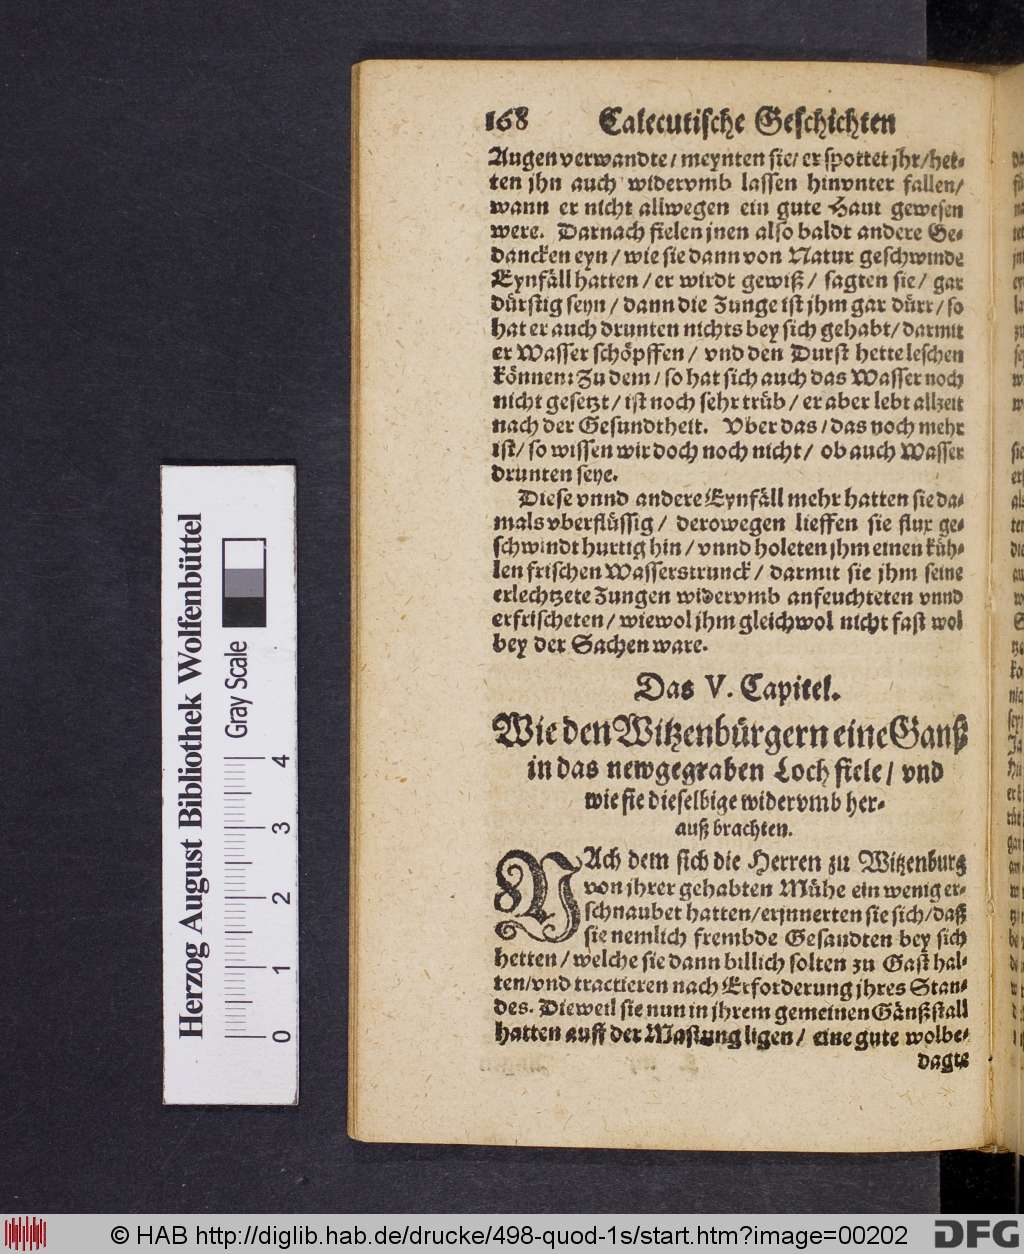 168 Calecutische Geschichten
Augen verwandte / meynten sie / er spottet jhr / het-
ten jhn auch widervmb lassen hinvnter fallen /
wann er nicht allwegen ein gute Haut gewesen
were. Darnach fielen jnen also baldt andere Ge-
dancken eyn / wie sie dann von Natur geschwinde
Eynfäll hatten / er wirdt gewiß / sagten sie / gar
dürstig seyn / dann die Zunge ist jhm gar dürr / so
hat er auch drunten nichts bey sich gehabt / darmit
er Wasser schöpffen / vnd den Durst hette leschen
können: Zu dem / so hat sich auch das Wasser noch
nicht gesetzt / ist noch sehr trüb / er aber lebt allzeit
nach der Gesundtheit. Vber das / das noch mehr
ist / so wissen wir doch noch nicht / ob auch Wasser
drunten seye.
Diese vnnd andere Eynfäll mehr hatten sie da-
mals vberflüssig / derowegen lieffen sie flux ge-
schwindt hurtig hin / vnnd holeten jhm einen küh-
len frischen Wasserstrunck / darmit sie jhm seine
erlechtzete Zungen widervmb anfeuchteten vnnd
erfrischeten / wiewol jhm gleichwol nicht fast wol
bey der Sachen ware.
Das V. Capitel.
Wie den Witzenbürgern eine Ganß
in das newgegraben Loch fiele / vnd
wie sie dieselbige widervmb her-
auß brachten.
NAch dem sich die Herren zu Witzenburg
von jhrer gehabten Mühe ein wenig er-
schnaubet hatten / erjnnerten sie sich / daß
sie nemlich frembde Gesandten bey sich
hetten / welche sie dann billich solten zu Gast hal-
ten / vnd tractieren nach Erforderung jhres Stan-
des. Dieweil sie nun in jhrem gemeinen Gänßstall
hatten auff der Mastung ligen / eine gute wolbe-
dagte
Herzog August Bibliothek Wolfenbüttel
Gray Scale
0 1 2 3 4
© HAB http://diglib.hab.de/drucke/498-quod-1s/start.htm?image=00202
DFG